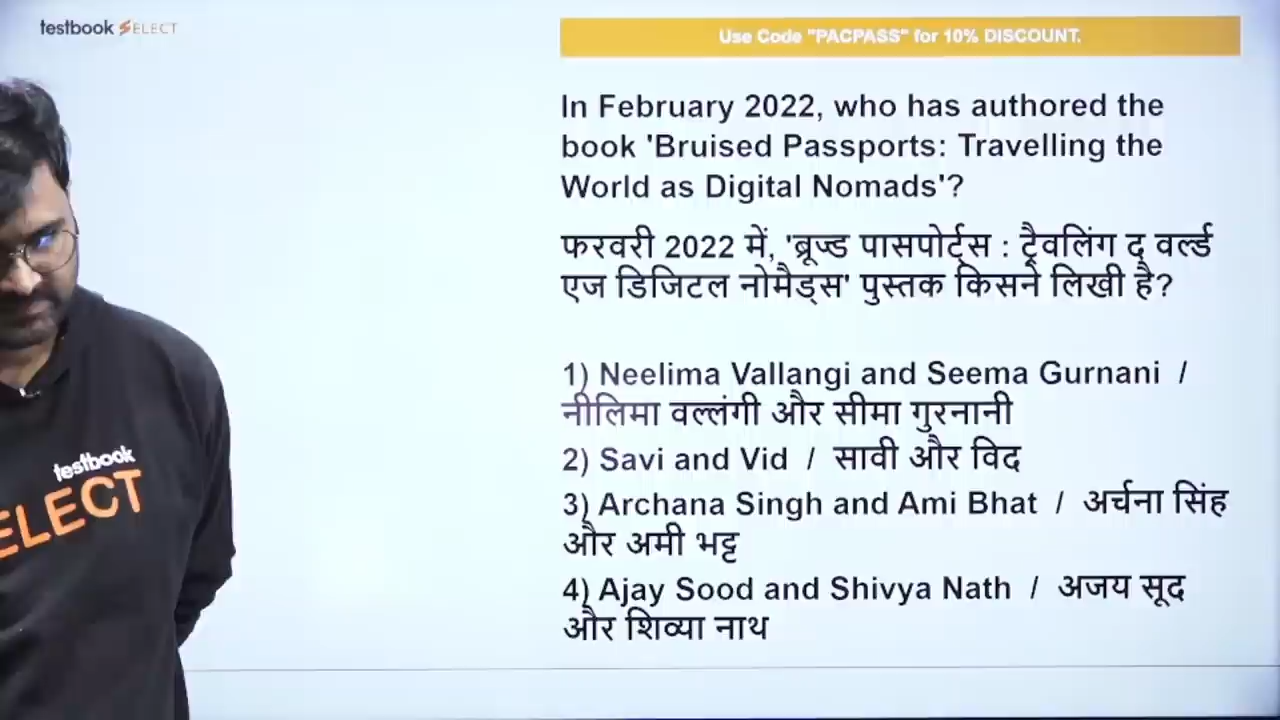 testbook SELECT
Use Code "PACPASS" for 10% DISCOUNT.
In February 2022, who has authored the
book 'Bruised Passports: Travelling the
World as Digital Nomads'?
फरवरी 2022 में, 'ब्रूज्ड पासपोर्ट्स : ट्रैवलिंग द वर्ल्ड
एज डिजिटल नोमैड्स' पुस्तक किसने लिखी है?
1) Neelima Vallangi and Seema Gurnani /
नीलिमा वल्लंगी और सीमा गुरनानी
2) Savi and Vid / सावी और विद
3) Archana Singh and Ami Bhat / अर्चना सिंह
और अमी भट्ट
4) Ajay Sood and Shivya Nath / अजय सूद
और शिव्या नाथ
testbook
ELECT